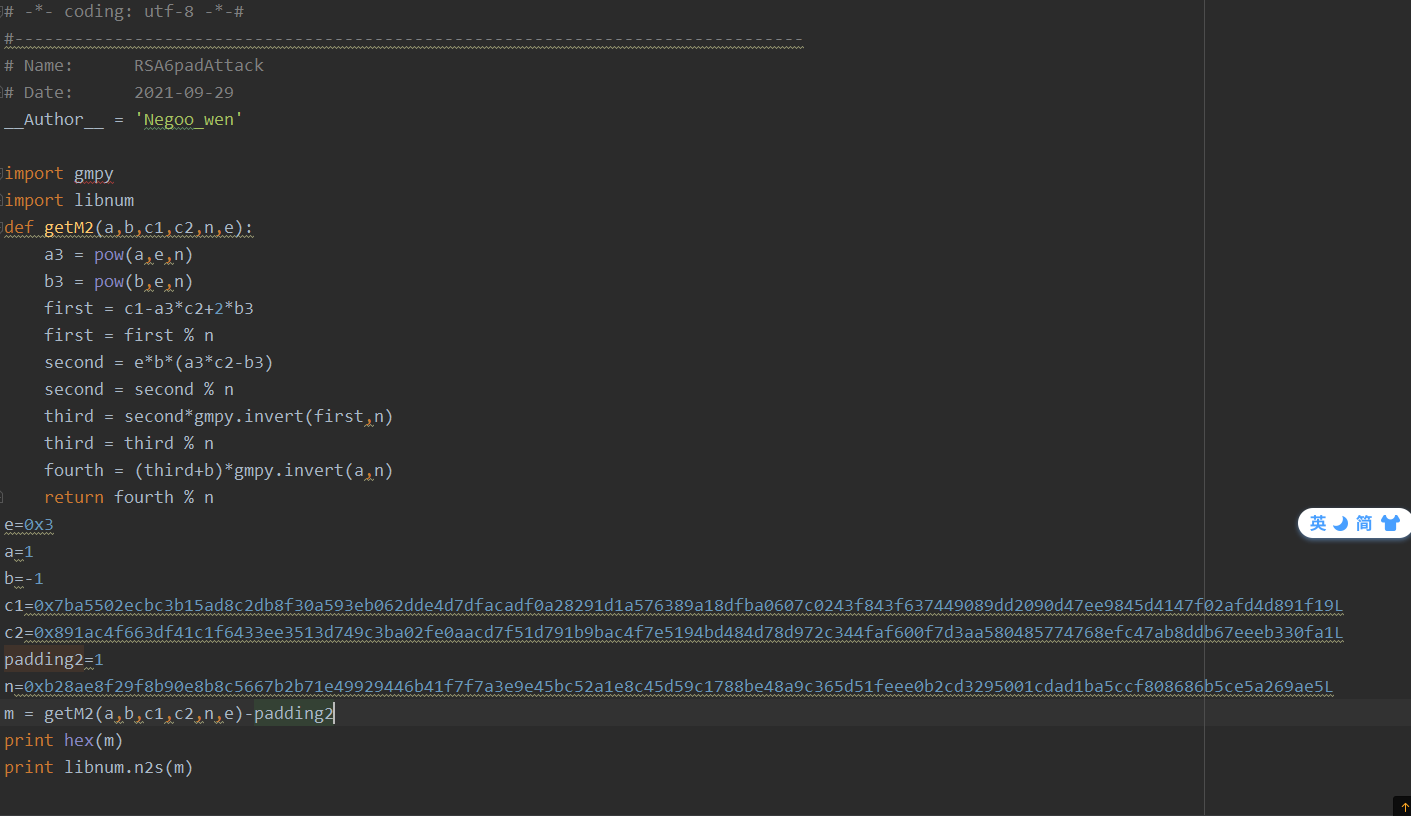 # -*- coding: utf-8 -*-#
#-------------------------------------------------------------------------------
# Name:      RSA6padAttack
# Date:      2021-09-29
__Author__ = 'Negoo_wen'
import gmpy
import libnum
def getM2(a,b,c1,c2,n,e):
    a3 = pow(a,e,n)
    b3 = pow(b,e,n)
    first = c1-a3*c2+2*b3
    first = first % n
    second = e*b*(a3*c2-b3)
    second = second % n
    third = second*gmpy.invert(first,n)
    third = third % n
    fourth = (third+b)*gmpy.invert(a,n)
    return fourth % n
e=0x3
a=1
b=-1
c1=0x7ba5502ecbc3b15ad8c2db8f30a593eb062dde4d7dfacadf0a28291d1a576389a18dfba0607c0243f843f637449089dd2090d47ee9845d4147f02afd4d891f19L
c2=0x891ac4f663df41c1f6433ee3513d749c3ba02fe0aacd7f51d791b9bac4f7e5194bd484d78d972c344faf600f7d3aa580485774768efc47ab8ddb67eeeb330fa1L
padding2=1
n=0xb28ae8f29f8b90e8b8c5667b2b71e49929446b41f7f7a3e9e45bc52a1e8c45d59c1788be48a9c365d51feee0b2cd3295001cdad1ba5ccf808686b5ce5a269ae5L
m = getM2(a,b,c1,c2,n,e)-padding2
print hex(m)
print libnum.n2s(m)
英 简